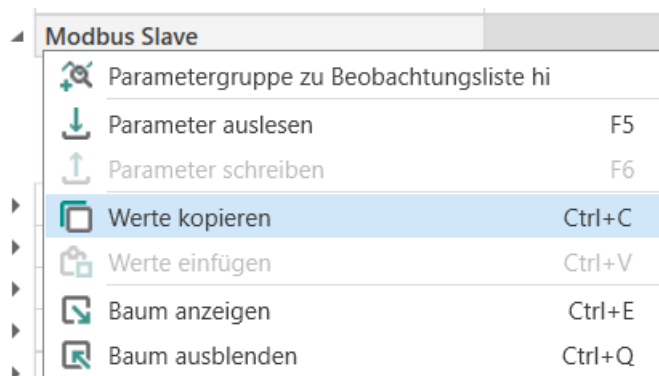 Modbus Slave
Parametergruppe zu Beobachtungsliste hi
Parameter auslesen F5
Parameter schreiben F6
Werte kopieren Ctrl+C
Werte einfügen Ctrl+V
Baum anzeigen Ctrl+E
Baum ausblenden Ctrl+Q